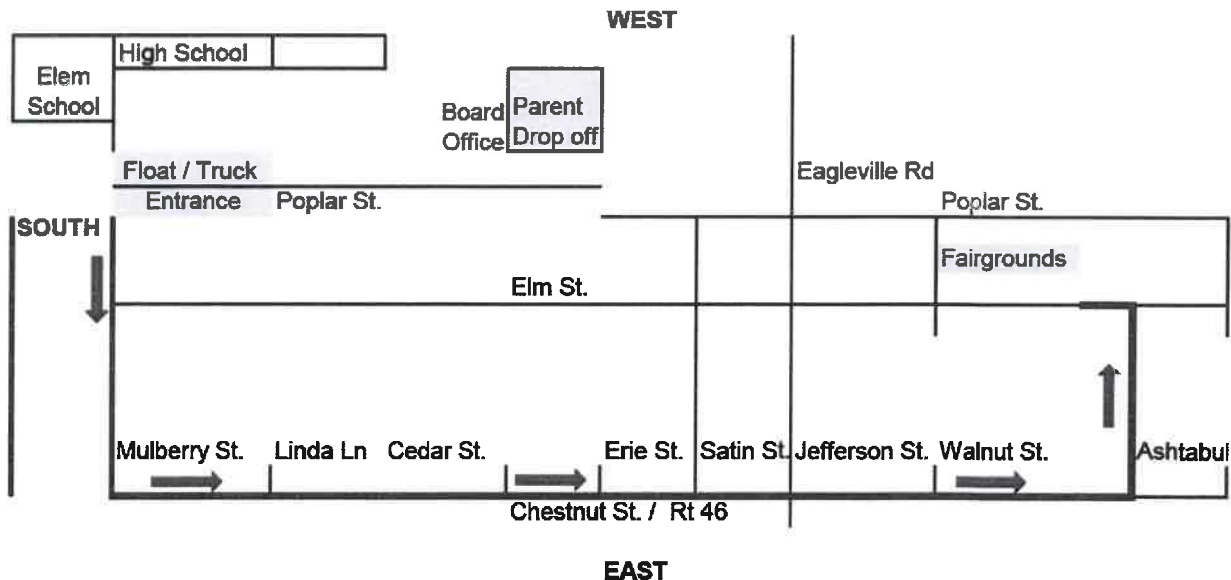 WEST
High School
Elem
School
Board
Office
Parent
Drop off
Float / Truck
Entrance
Poplar St.
Eagleville Rd
Poplar St.
SOUTH
Fairgrounds
Elm St.
Mulberry St.
Linda Ln
Cedar St.
Erie St.
Satin St.
Jefferson St.
Walnut St.
Ashtabul
Chestnut St. / Rt 46
EAST